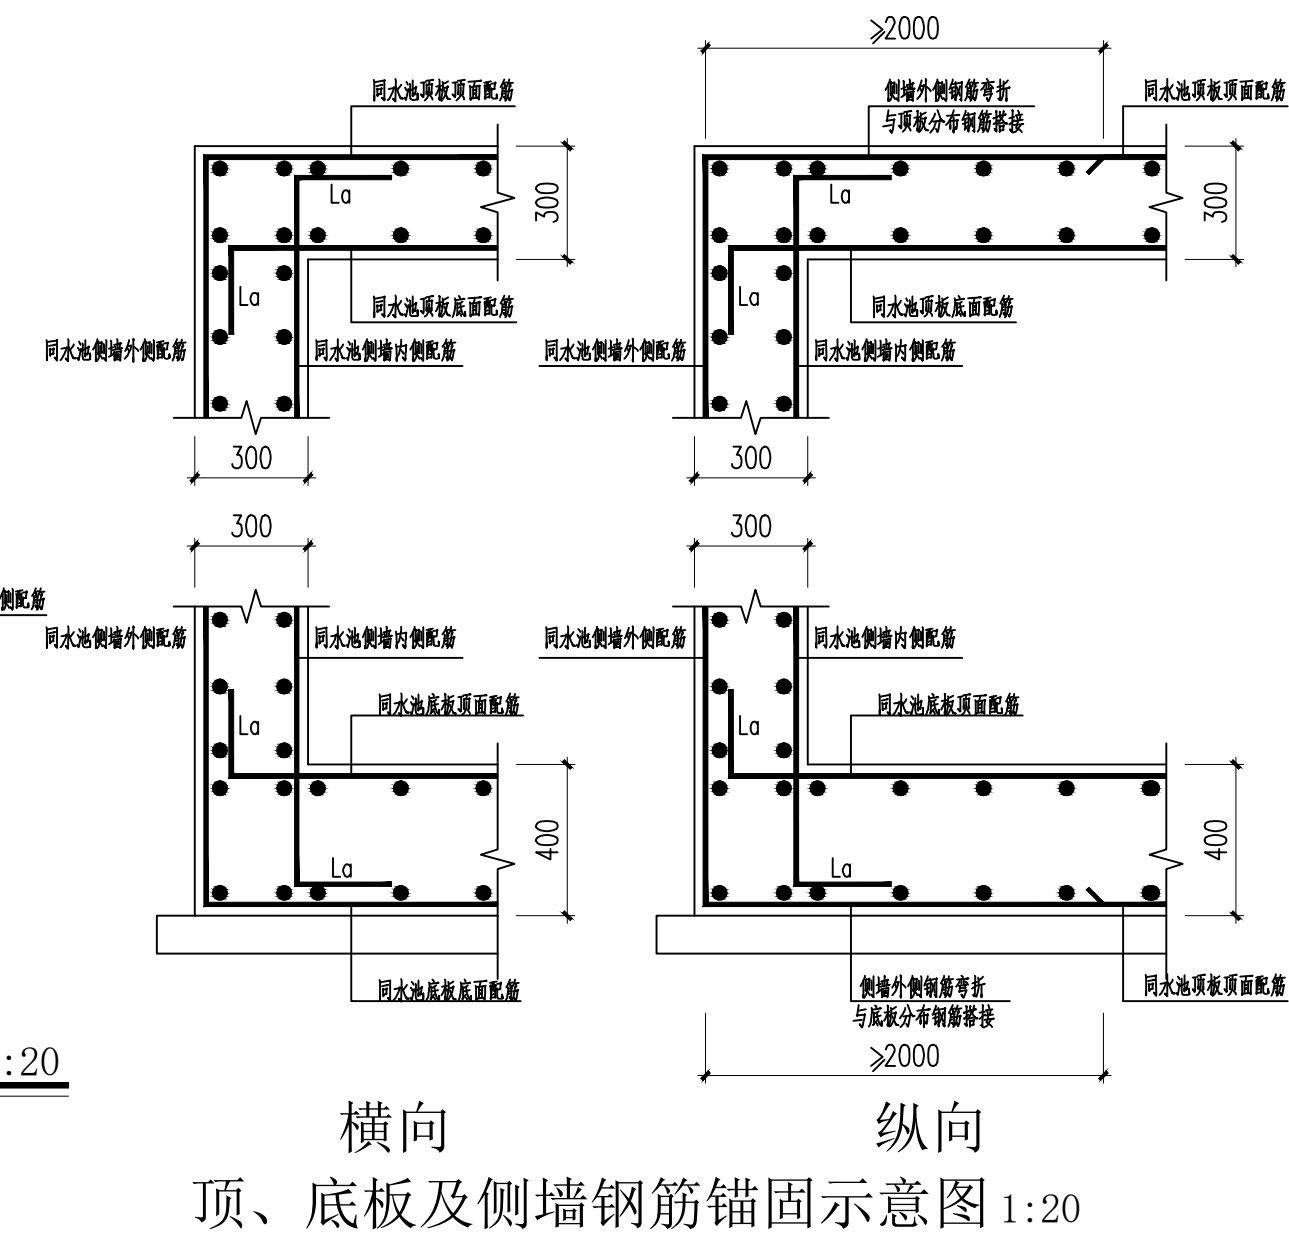 ≥2000
同水池顶板顶面配筋
侧墙外侧钢筋弯折
与顶板分布钢筋搭接
同水池顶板顶面配筋
La
300
La
300
La
同水池顶板底面配筋
La
同水池顶板底面配筋
同水池侧墙外侧配筋
同水池侧墙内侧配筋
同水池侧墙外侧配筋
同水池侧墙内侧配筋
300
300
300
300
侧配筋
同水池侧墙外侧配筋
同水池侧墙内侧配筋
同水池侧墙外侧配筋
同水池侧墙内侧配筋
同水池底板顶面配筋
同水池底板顶面配筋
La
La
400
400
La
La
同水池底板底面配筋
侧墙外侧钢筋弯折
与底板分布钢筋搭接
同水池顶板顶面配筋
≥2000
:20
横向
纵向
顶、底板及侧墙钢筋锚固示意图 1:20